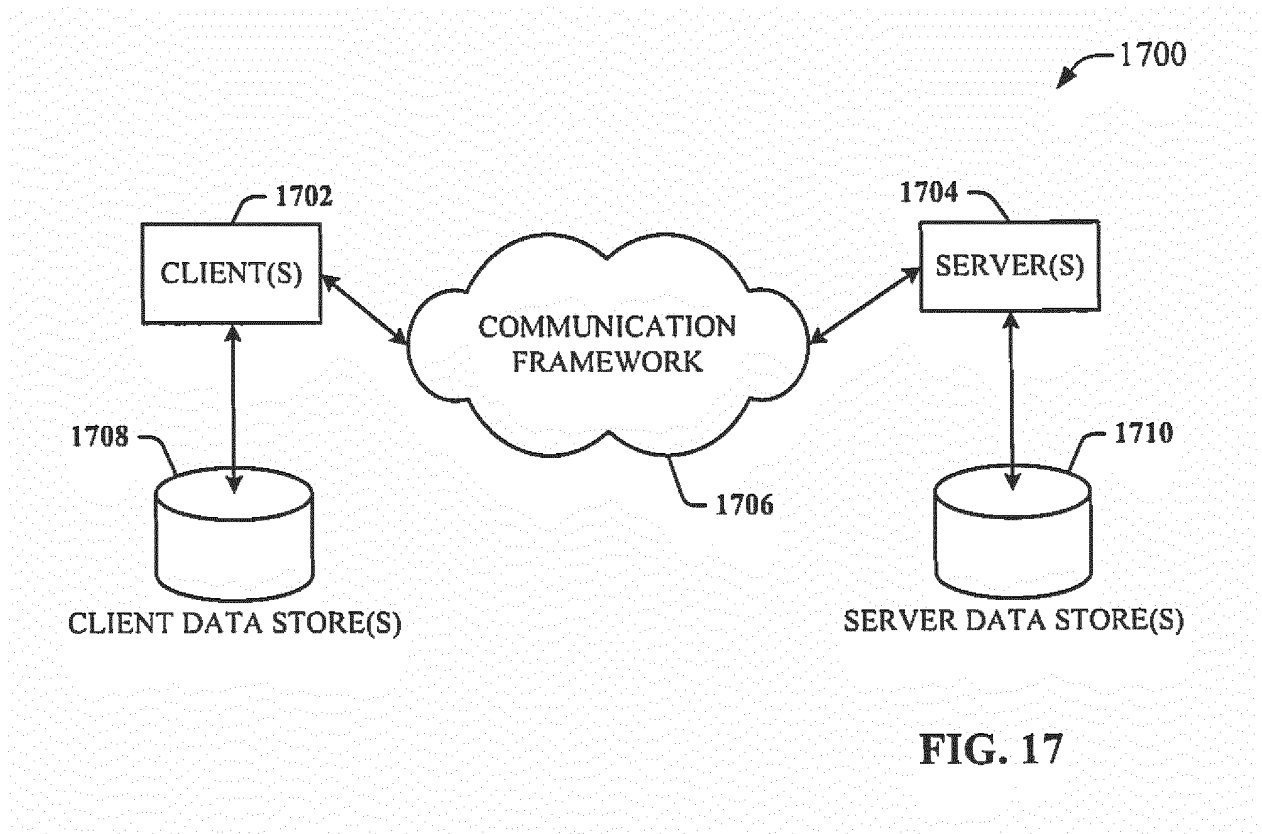 1700
1702
1704
CLIENT(S)
SERVER(S)
COMMUNICATION
FRAMEWORK
1708
1710
1706
CLIENT DATA STORE(S)
SERVER DATA STORE(S)
FIG. 17